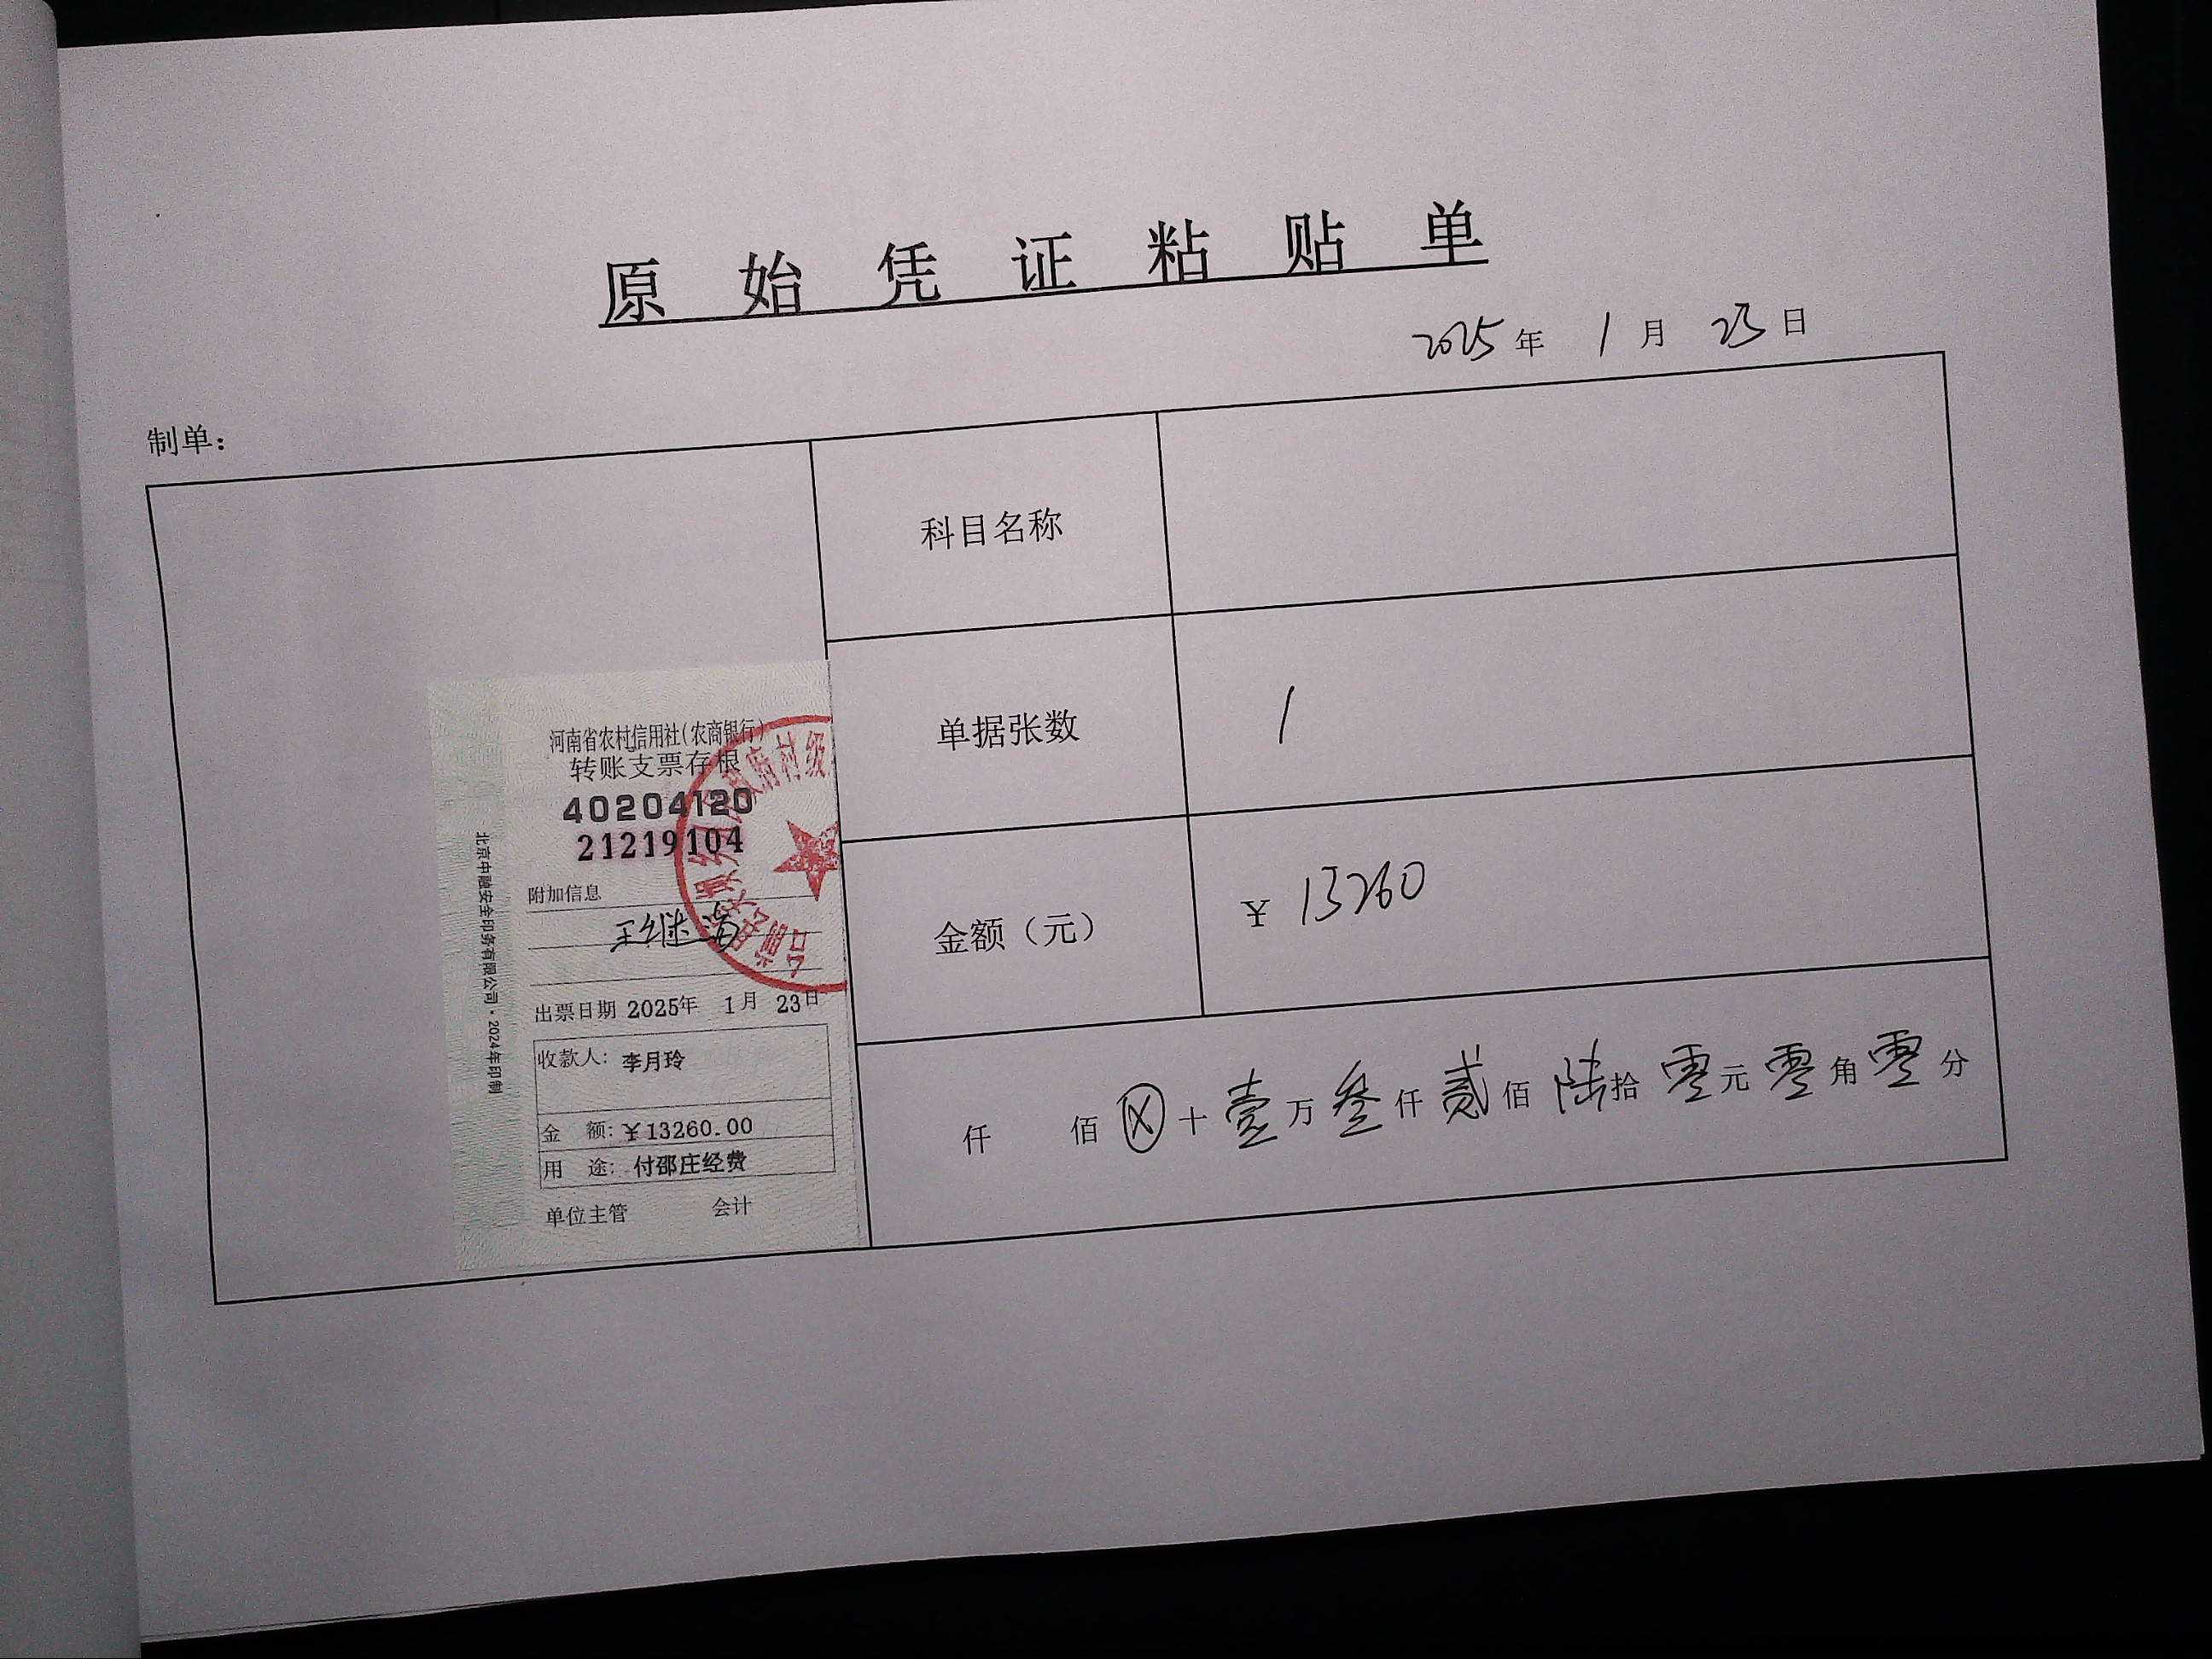 原始凭证粘贴单
2025年 1月 23日
制单：
科目名称
单据张数 1
金额（元） ¥ 13260
仟 佰 ⊗ 十 壹 万 叁 仟 贰 佰 陆 拾 零 元 零 角 零 分
河南省农村信用社（农商银行）
转账支票存根
40204120
21219104
附加信息
王继海
出票日期 2025年 1月 23日
收款人： 李月玲
金 额：¥13260.00
用 途： 付邵庄经费
单位主管 会计
北京中融安全印务有限公司·2024年印制
府村级